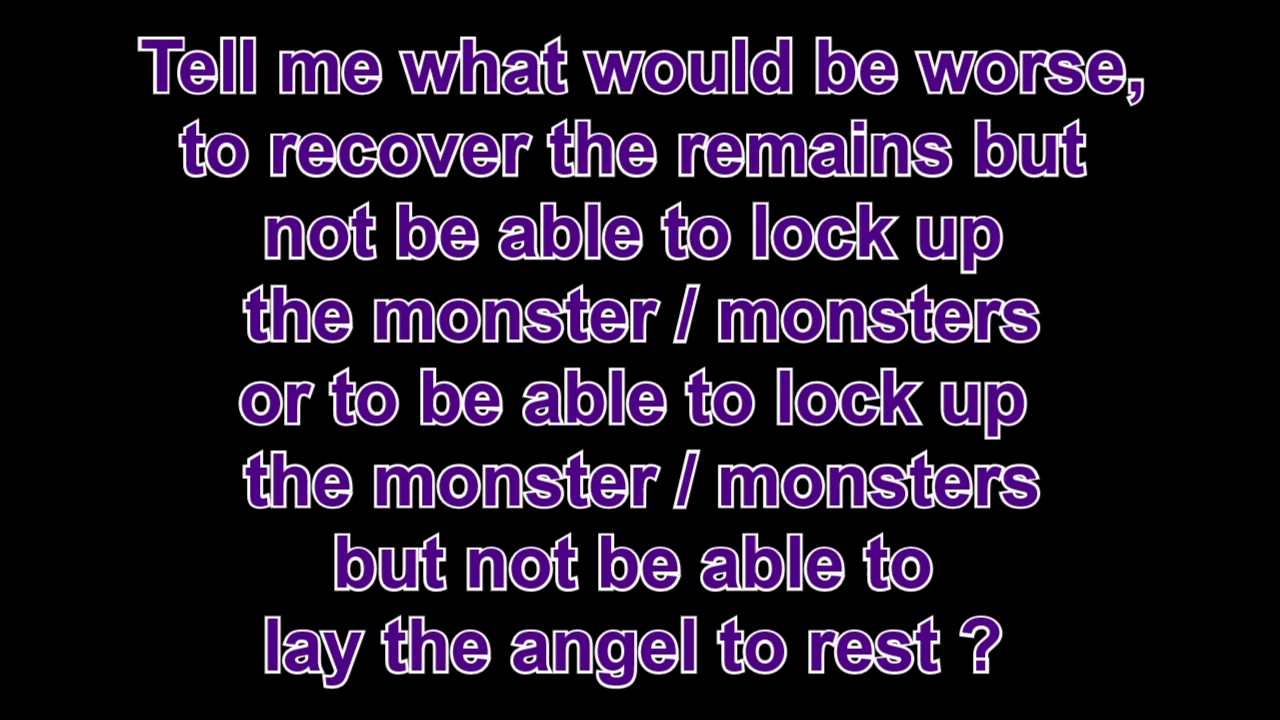 Tell me what would be worse,
to recover the remains but
not be able to lock up
the monster / monsters
or to be able to lock up
the monster / monsters
but not be able to
lay the angel to rest ?